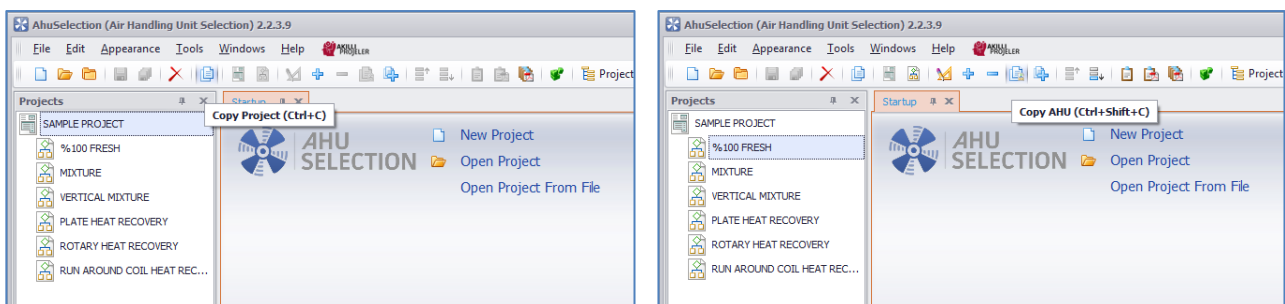 AhuSelection (Air Handling Unit Selection) 2.2.3.9
File Edit Appearance Tools Windows Help AKILLI PROJELER
Project
Projects
Startup
Copy Project (Ctrl+C)
SAMPLE PROJECT
%100 FRESH
MIXTURE
VERTICAL MIXTURE
PLATE HEAT RECOVERY
ROTARY HEAT RECOVERY
RUN AROUND COIL HEAT REC...
AHU
SELECTION
New Project
Open Project
Open Project From File
AhuSelection (Air Handling Unit Selection) 2.2.3.9
File Edit Appearance Tools Windows Help AKILLI PROJELER
Project
Projects
Startup
Copy AHU (Ctrl+Shift+C)
SAMPLE PROJECT
%100 FRESH
MIXTURE
VERTICAL MIXTURE
PLATE HEAT RECOVERY
ROTARY HEAT RECOVERY
RUN AROUND COIL HEAT REC...
AHU
SELECTION
New Project
Open Project
Open Project From File